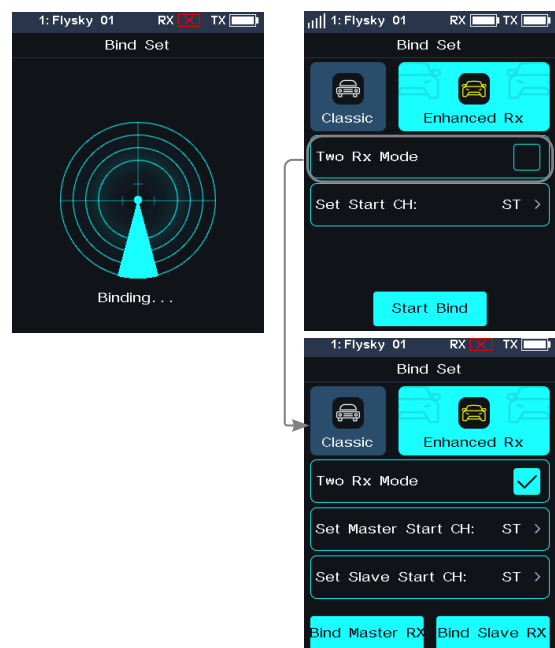 1: Flysky 01 RX TX
Bind Set
Binding...
1: Flysky 01 RX TX
Bind Set
Classic Enhanced Rx
Two Rx Mode
Set Start CH: ST >
Start Bind
1: Flysky 01 RX TX
Bind Set
Classic Enhanced Rx
Two Rx Mode
Set Master Start CH: ST >
Set Slave Start CH: ST >
Bind Master RX Bind Slave RX